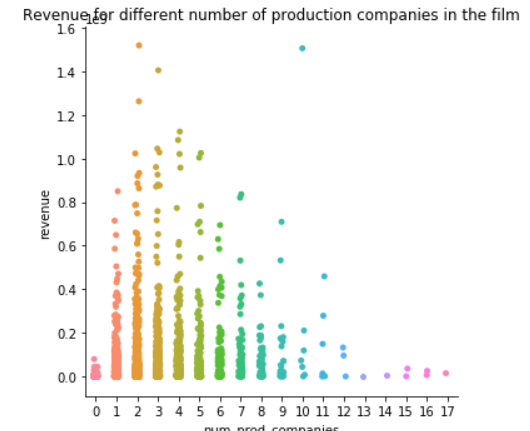 Revenue for different number of production companies in the film
1e9
1.6
1.4
1.2
1.0
0.8
0.6
0.4
0.2
0.0
revenue
0 1 2 3 4 5 6 7 8 9 10 11 12 13 14 15 16 17
num_prod_companies